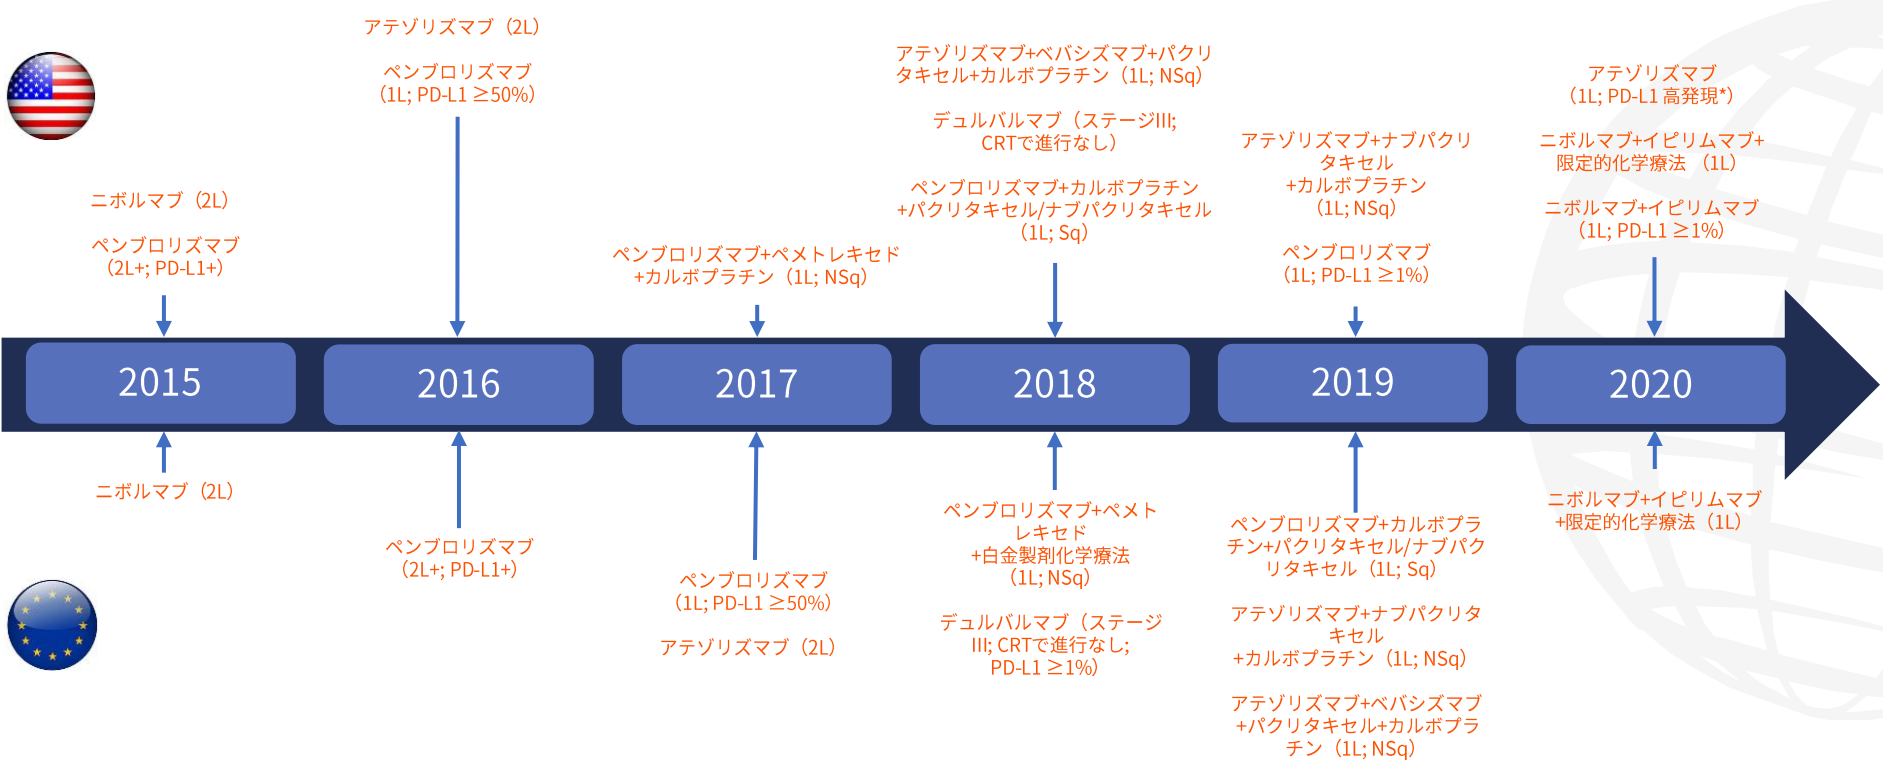 アテゾリズマブ（2L）
ペンブロリズマブ
（1L; PD-L1 ≥50%）
アテゾリズマブ+ベバシズマブ+パクリ
タキセル+カルボプラチン（1L; NSq）
デュルバルマブ（ステージIII;
CRTで進行なし）
ペンブロリズマブ+カルボプラチン
+パクリタキセル/ナブパクリタキセル
（1L; Sq）
アテゾリズマブ
（1L; PD-L1 高発現*）
ニボルマブ+イピリムマブ+
限定的化学療法 （1L）
ニボルマブ+イピリムマブ
（1L; PD-L1 ≥1%）
アテゾリズマブ+ナブパクリ
タキセル
+カルボプラチン
（1L; NSq）
ペンブロリズマブ
（1L; PD-L1 ≥1%）
ニボルマブ（2L）
ペンブロリズマブ
（2L+; PD-L1+）
ペンブロリズマブ+ペメトレキセド
+カルボプラチン（1L; NSq）
2015
2016
2017
2018
2019
2020
ニボルマブ（2L）
ペンブロリズマブ
（2L+; PD-L1+）
ペンブロリズマブ
（1L; PD-L1 ≥50%）
アテゾリズマブ（2L）
ペンブロリズマブ+ペメト
レキセド
+白金製剤化学療法
（1L; NSq）
デュルバルマブ（ステージ
III; CRTで進行なし;
PD-L1 ≥1%）
ペンブロリズマブ+カルボプラ
チン+パクリタキセル/ナブパク
リタキセル（1L; Sq）
アテゾリズマブ+ナブパクリタ
キセル
+カルボプラチン（1L; NSq）
アテゾリズマブ+ベバシズマブ
+パクリタキセル+カルボプラ
チン（1L; NSq）
ニボルマブ+イピリムマブ
+限定的化学療法（1L）